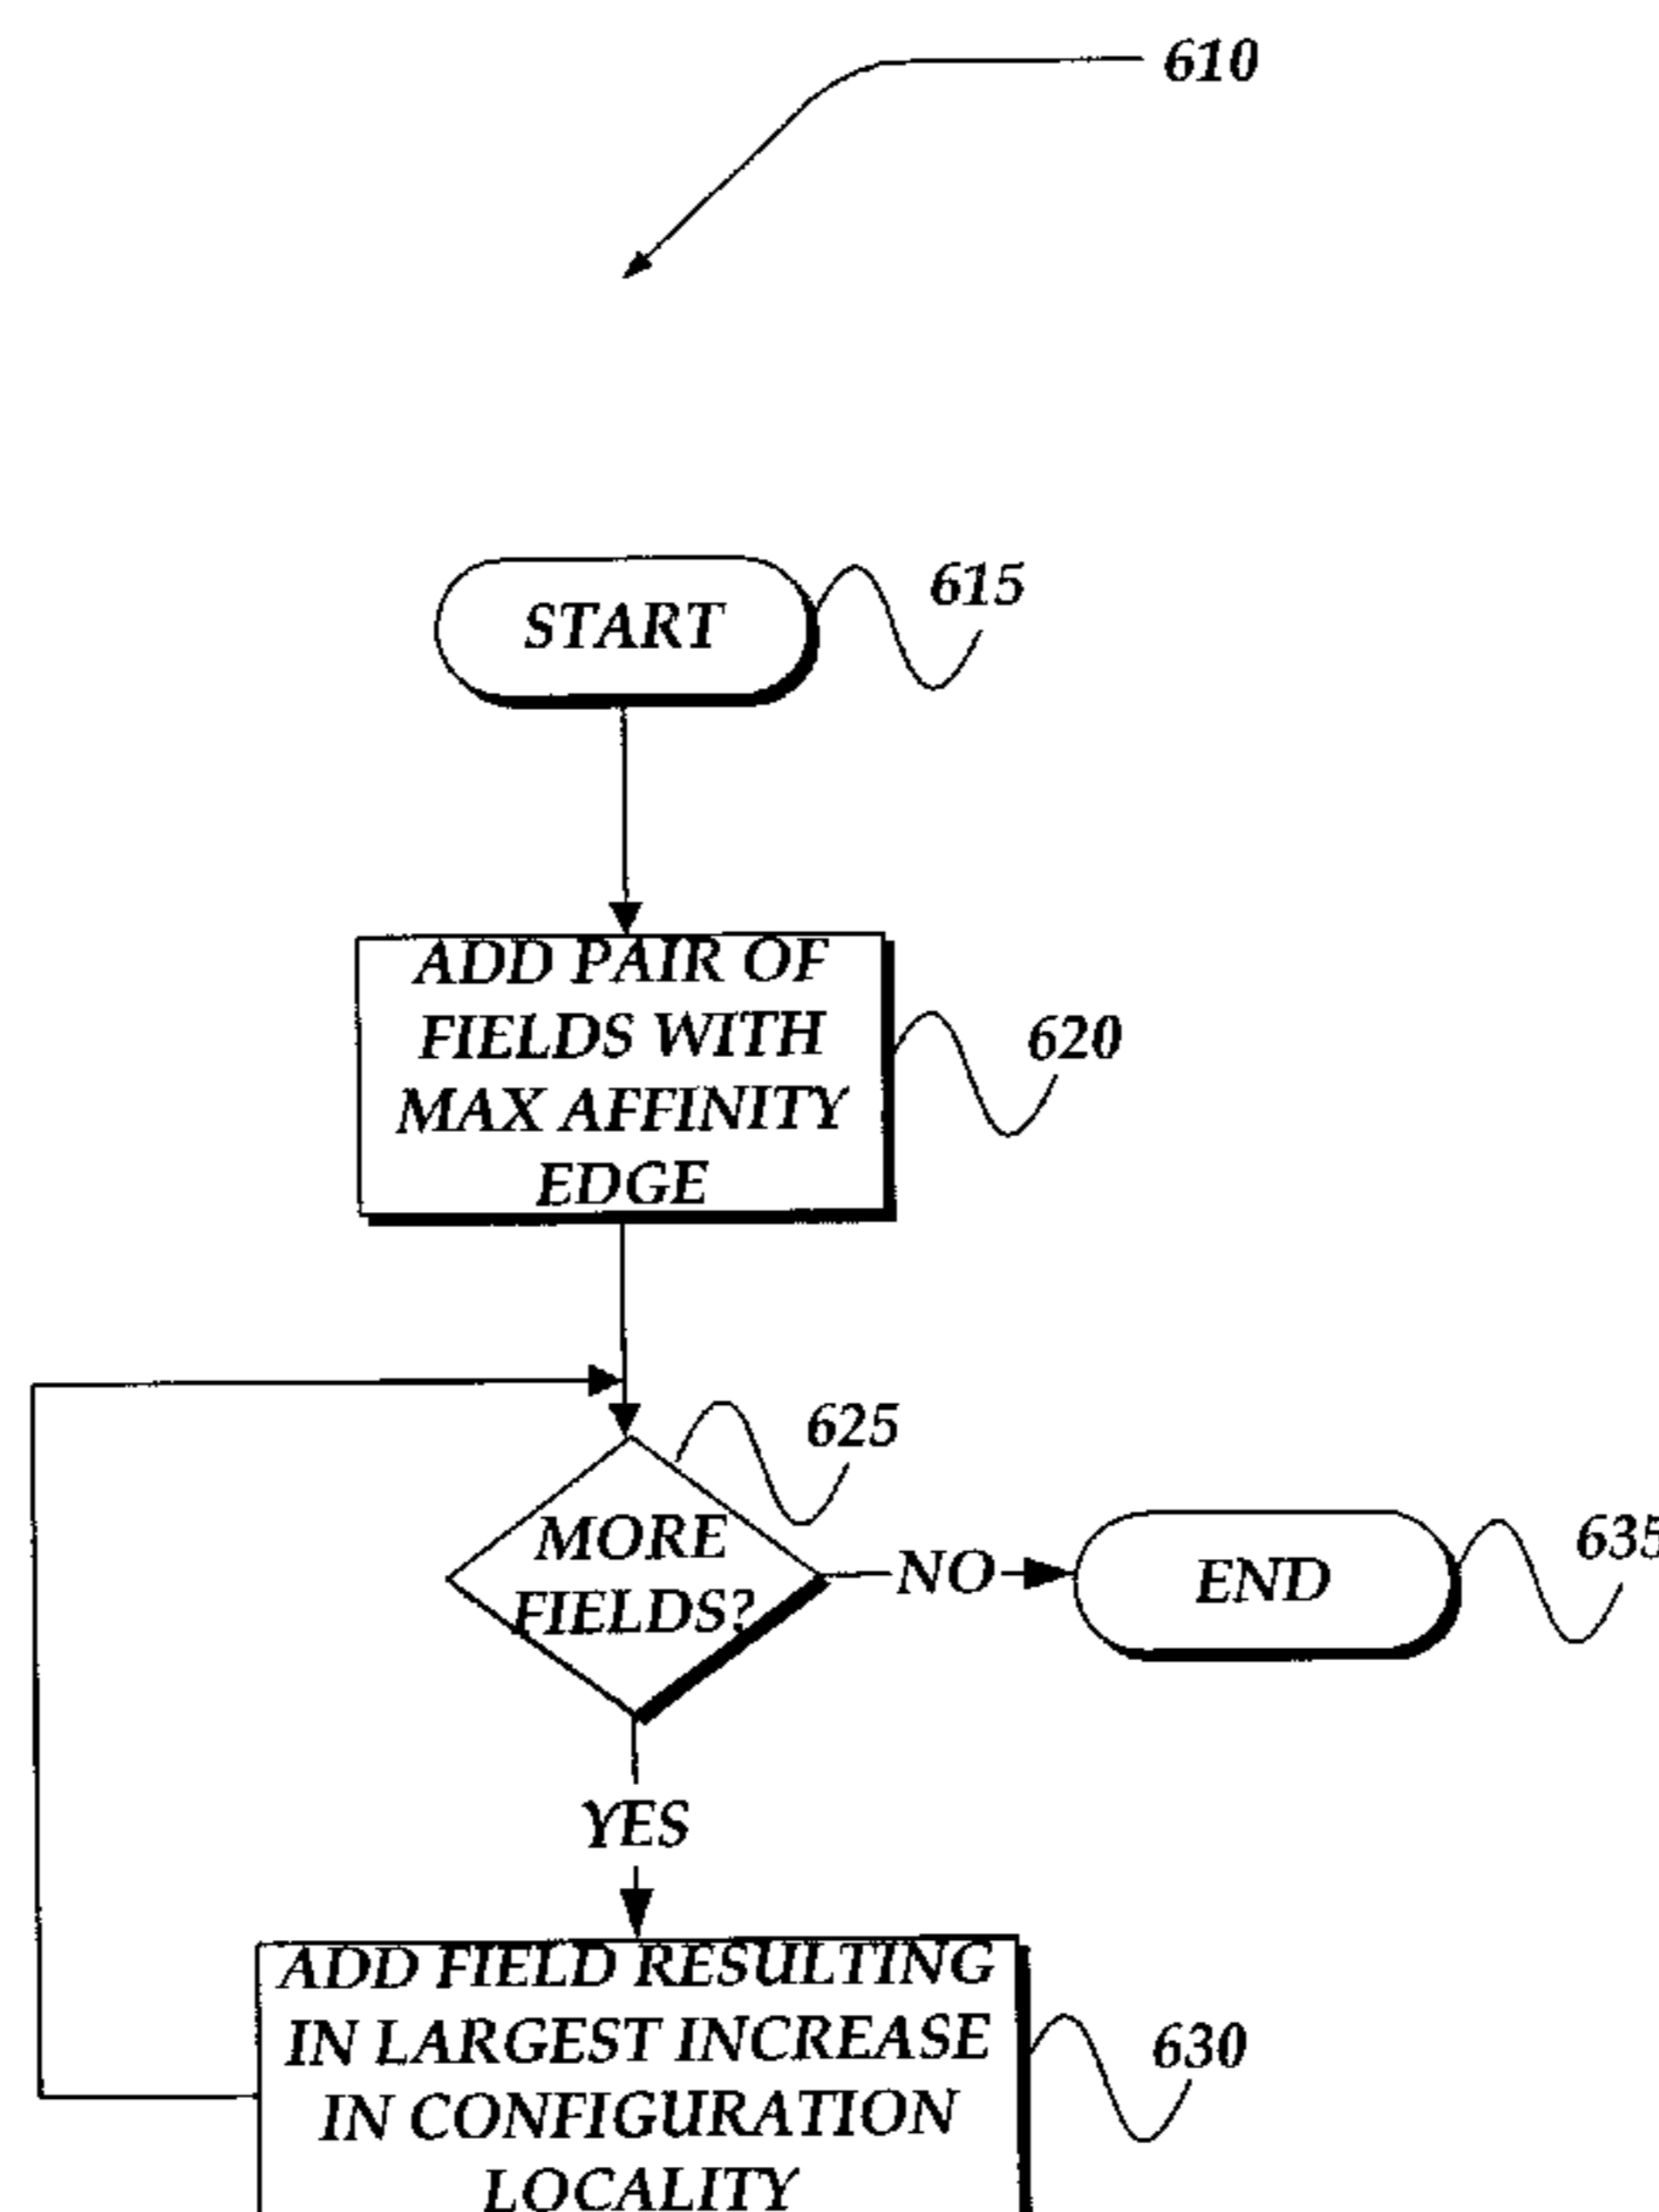 610
START
615
ADD PAIR OF
FIELDS WITH
MAX AFFINITY
EDGE
620
625
MORE
FIELDS?
NO
END
635
YES
ADD FIELD RESULTING
IN LARGEST INCREASE
IN CONFIGURATION
LOCALITY
630